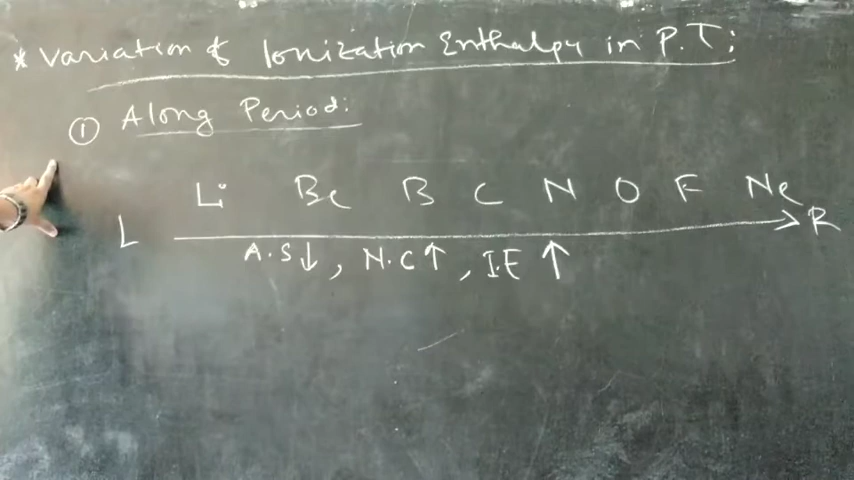 * Variation of Ionization Enthalpy in P.T:
① Along Period:
Li Be B C N O F Ne
L R
A.S↓, N.C↑, I.E↑